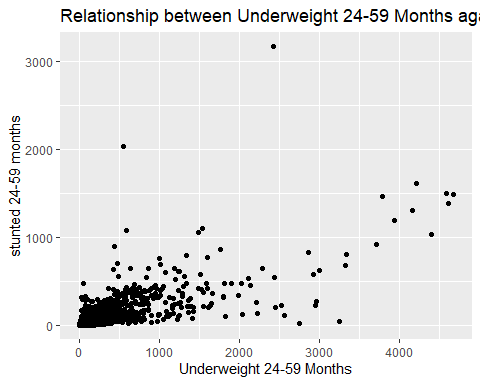 Relationship between Underweight 24-59 Months aga
3000
2000
1000
0
stunted 24-59 months
0 1000 2000 3000 4000
Underweight 24-59 Months